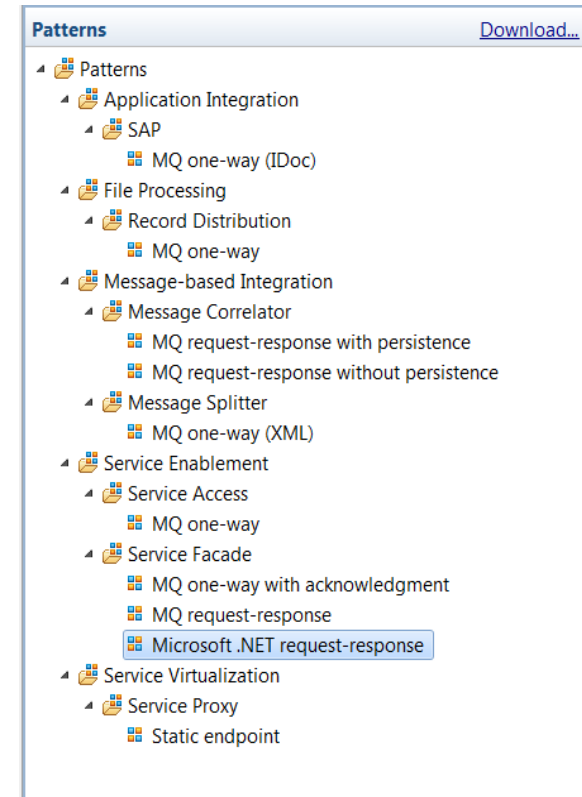 Patterns Download...
Patterns
Application Integration
SAP
MQ one-way (IDoc)
File Processing
Record Distribution
MQ one-way
Message-based Integration
Message Correlator
MQ request-response with persistence
MQ request-response without persistence
Message Splitter
MQ one-way (XML)
Service Enablement
Service Access
MQ one-way
Service Facade
MQ one-way with acknowledgment
MQ request-response
Microsoft .NET request-response
Service Virtualization
Service Proxy
Static endpoint